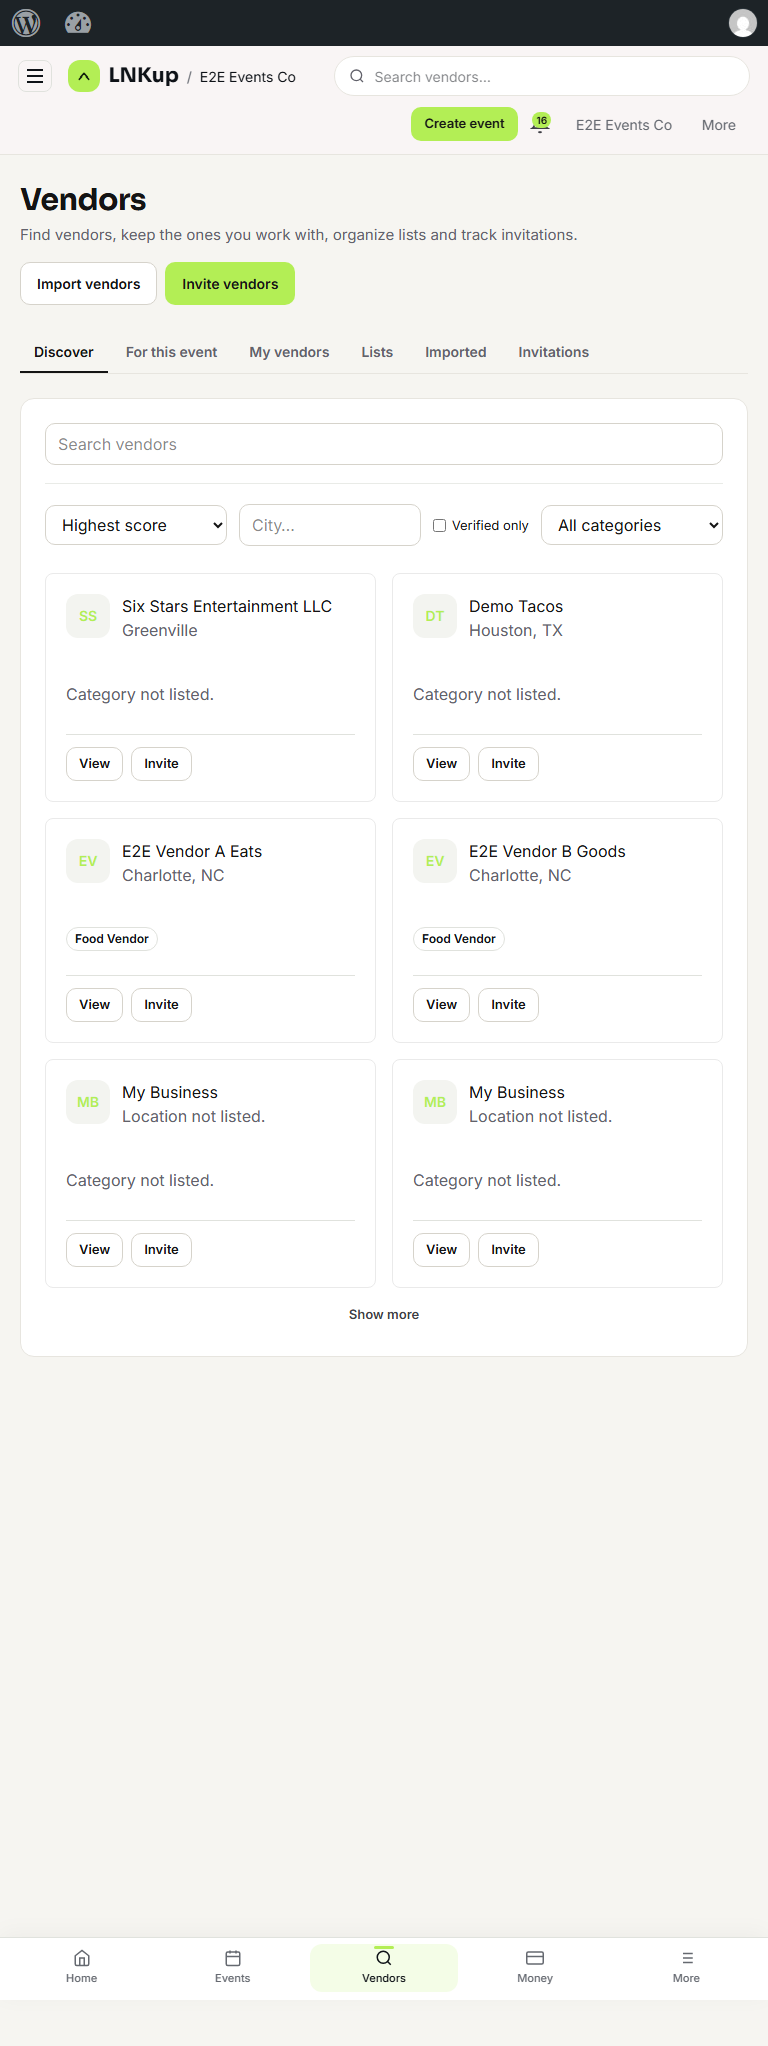 LNKup / E2E Events Co
Search vendors...
Create event
16
E2E Events Co
More
Vendors
Find vendors, keep the ones you work with, organize lists and track invitations.
Import vendors
Invite vendors
Discover
For this event
My vendors
Lists
Imported
Invitations
Search vendors
Highest score
City...
Verified only
All categories
SS
Six Stars Entertainment LLC
Greenville
Category not listed.
View
Invite
DT
Demo Tacos
Houston, TX
Category not listed.
View
Invite
EV
E2E Vendor A Eats
Charlotte, NC
Food Vendor
View
Invite
EV
E2E Vendor B Goods
Charlotte, NC
Food Vendor
View
Invite
MB
My Business
Location not listed.
Category not listed.
View
Invite
MB
My Business
Location not listed.
Category not listed.
View
Invite
Show more
Home
Events
Vendors
Money
More